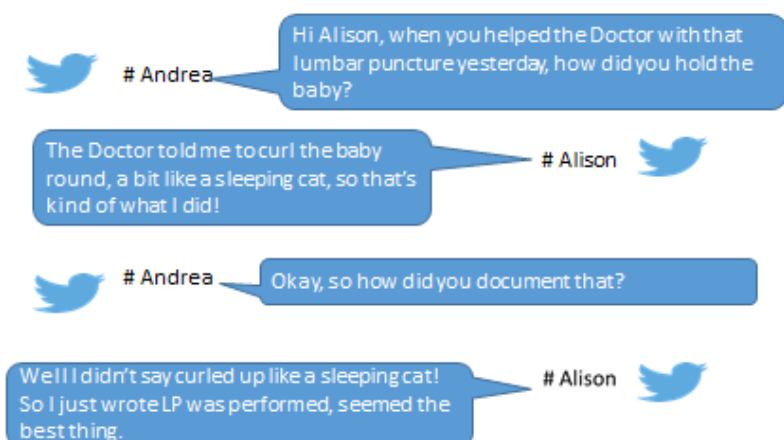 Hi Alison, when you helped the Doctor with that
lumbar puncture yesterday, how did you hold the
baby?
# Andrea
The Doctor told me to curl the baby
round, a bit like a sleeping cat, so that's
kind of what I did!
# Alison
# Andrea
Okay, so how did you document that?
Well I didn't say curled up like a sleeping cat!
So I just wrote LP was performed, seemed the
best thing.
# Alison